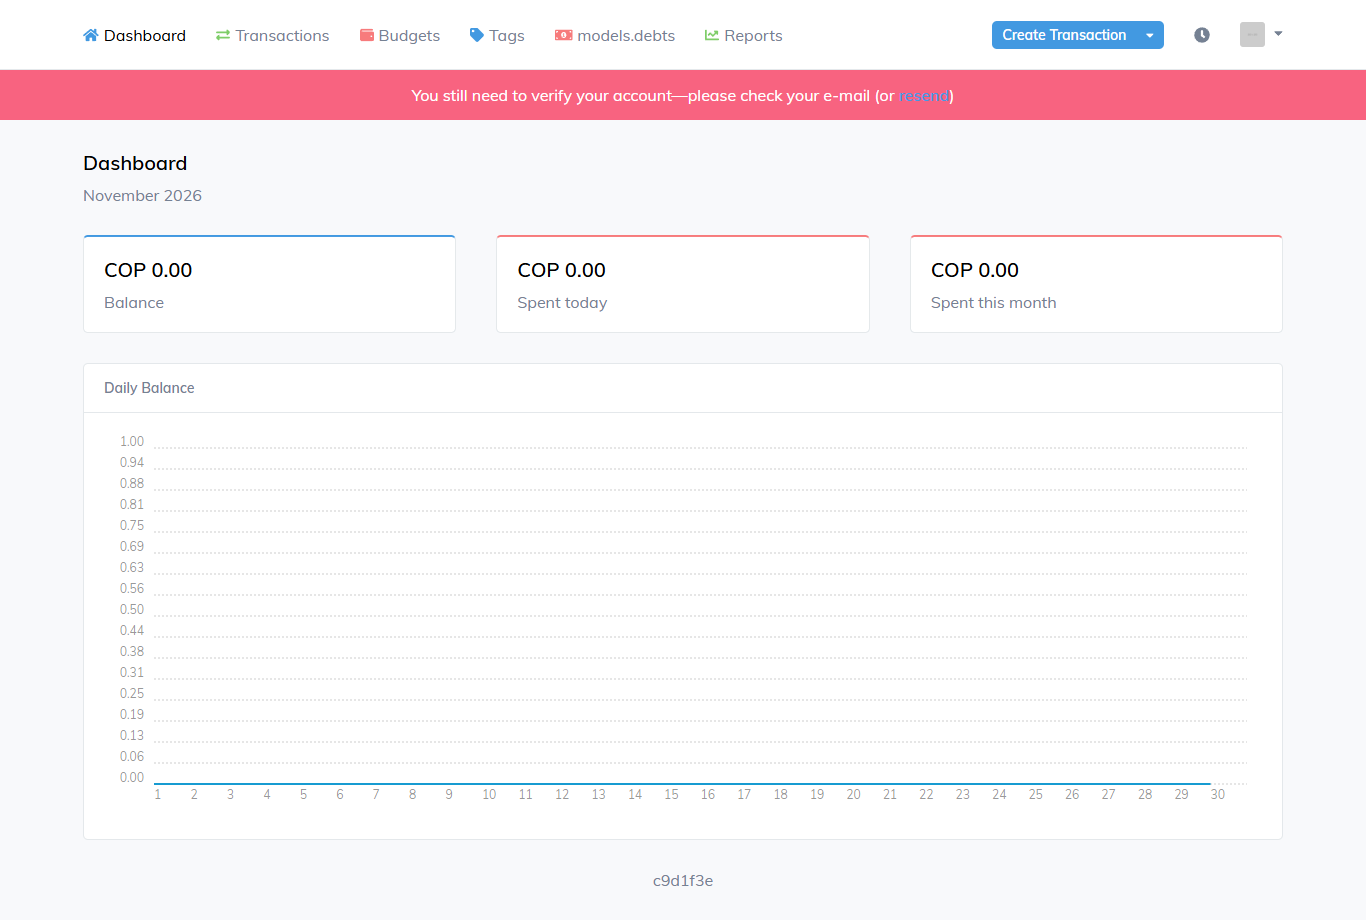 Dashboard Transactions Budgets Tags models.debts Reports Create Transaction
You still need to verify your account—please check your e-mail (or resend)
Dashboard
November 2026
COP 0.00
Balance
COP 0.00
Spent today
COP 0.00
Spent this month
Daily Balance
1.00
0.94
0.88
0.81
0.75
0.69
0.63
0.56
0.50
0.44
0.38
0.31
0.25
0.19
0.13
0.06
0.00
1 2 3 4 5 6 7 8 9 10 11 12 13 14 15 16 17 18 19 20 21 22 23 24 25 26 27 28 29 30
c9d1f3e